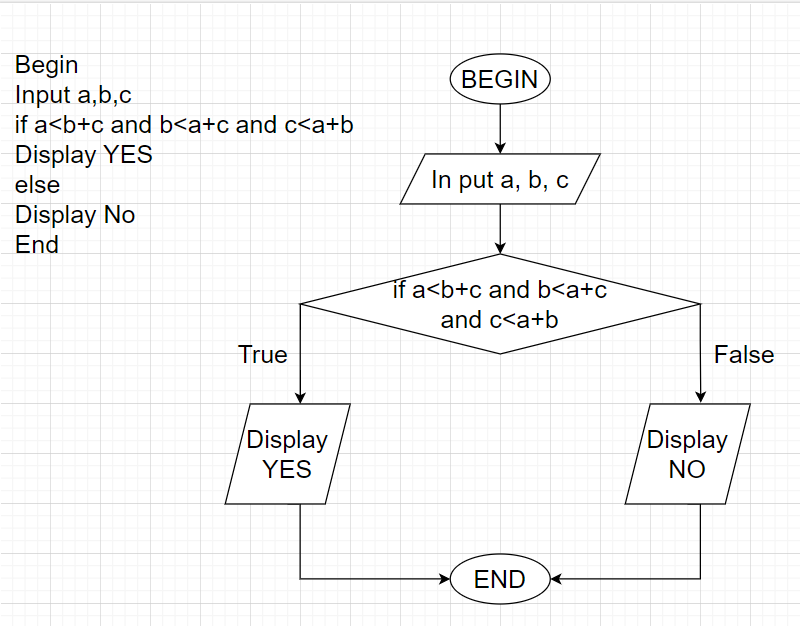 Begin
Input a,b,c
if a<b+c and b<a+c and c<a+b
Display YES
else
Display No
End
BEGIN
In put a, b, c
if a<b+c and b<a+c
and c<a+b
True
False
Display
YES
Display
NO
END